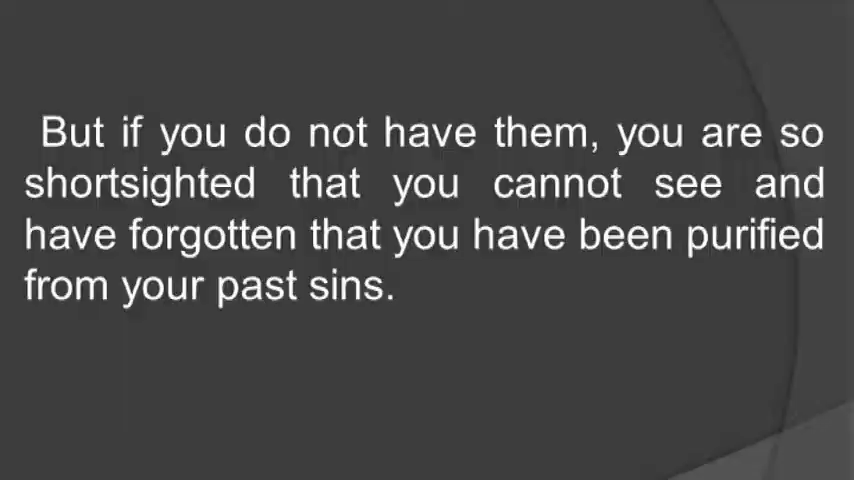 But if you do not have them, you are so
shortsighted that you cannot see and
have forgotten that you have been purified
from your past sins.